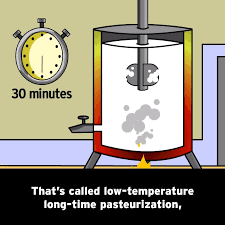 30 minutes
That's called low-temperature
long-time pasteurization,